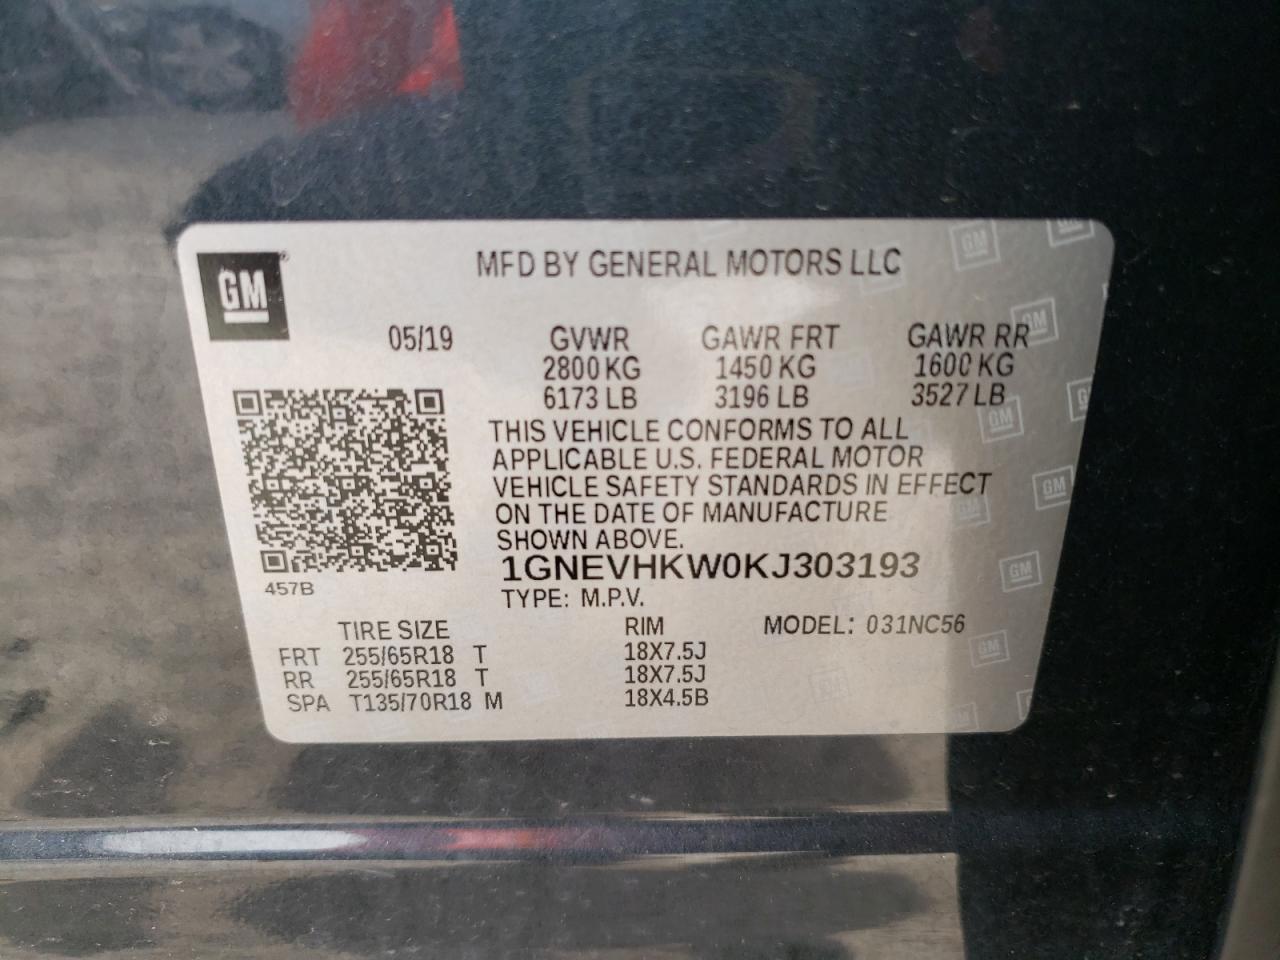 GM
MFD BY GENERAL MOTORS LLC
05/19 GVWR GAWR FRT GAWR RR
2800 KG 1450 KG 1600 KG
6173 LB 3196 LB 3527 LB
THIS VEHICLE CONFORMS TO ALL
APPLICABLE U.S. FEDERAL MOTOR
VEHICLE SAFETY STANDARDS IN EFFECT
ON THE DATE OF MANUFACTURE
SHOWN ABOVE.
1GNEVHKW0KJ303193
457B
TYPE: M.P.V.
TIRE SIZE RIM MODEL: 031NC56
FRT 255/65R18 T 18X7.5J
RR 255/65R18 T 18X7.5J
SPA T135/70R18 M 18X4.5B